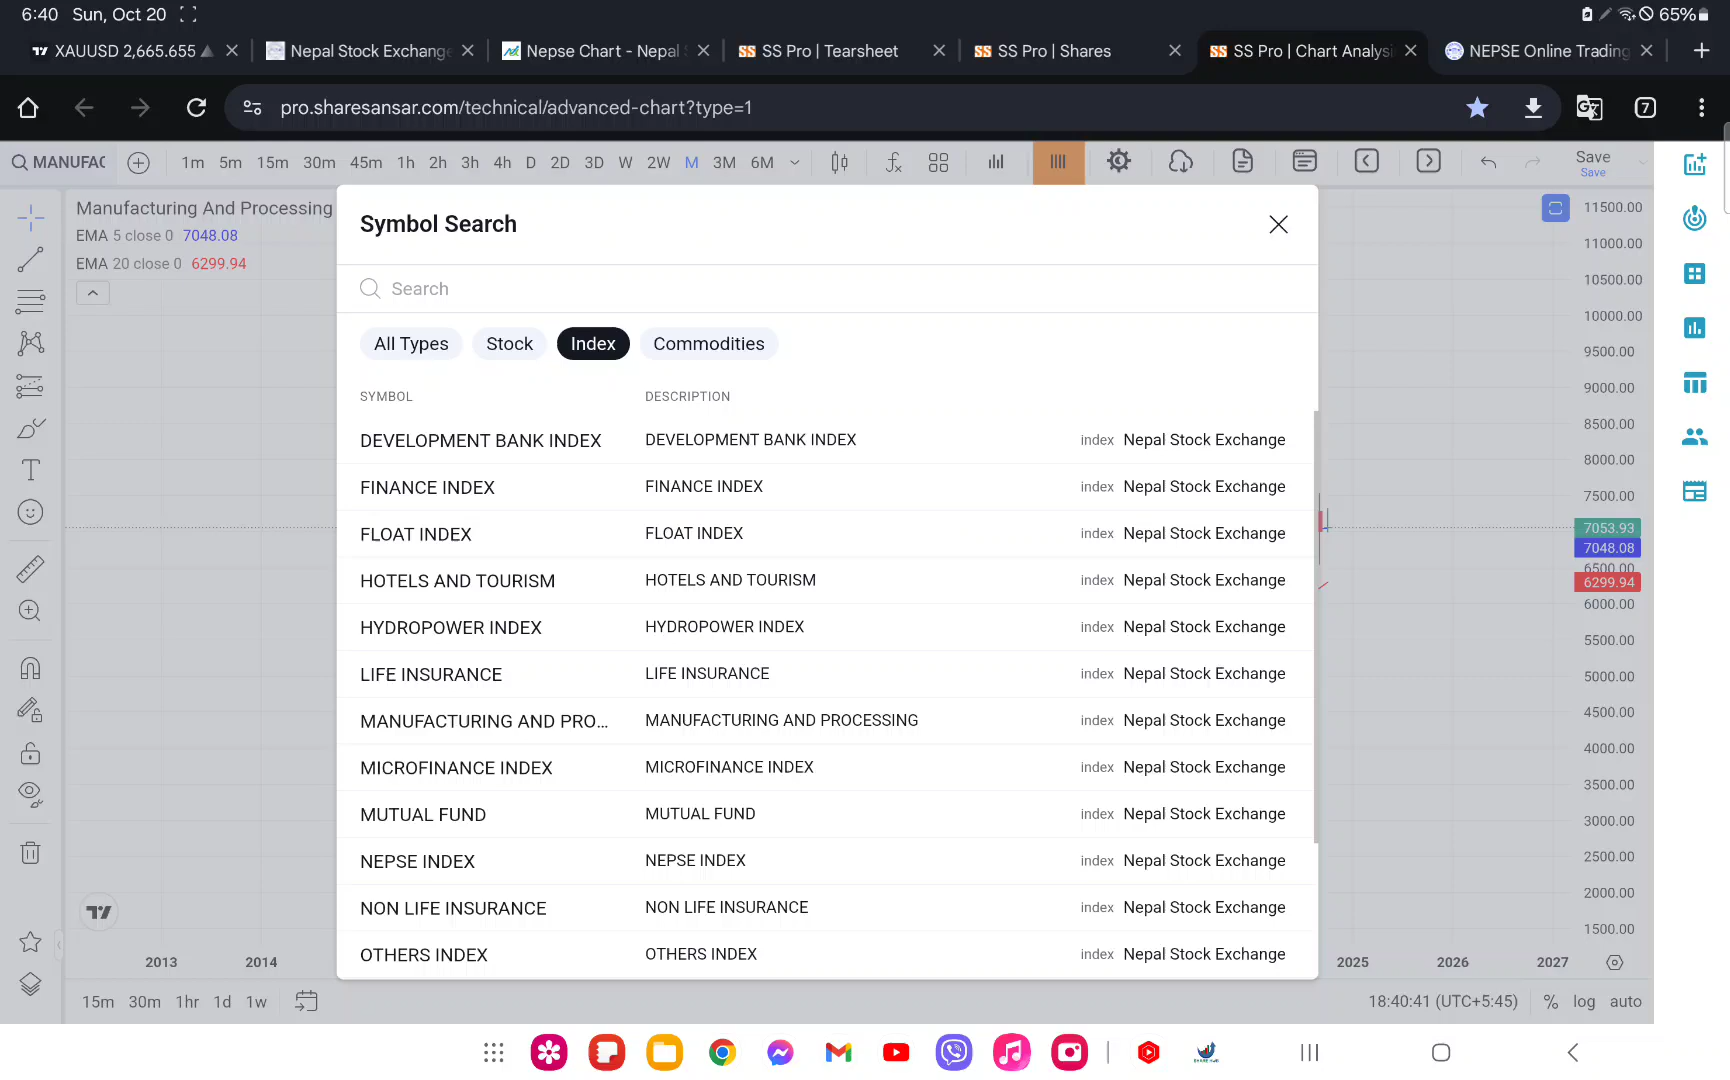 6:40 Sun, Oct 20 65%
XAUUSD 2,665.655 Nepal Stock Exchange Nepse Chart - Nepal S SS Pro | Tearsheet SS Pro | Shares SS Pro | Chart Analysi NEPSE Online Trading
pro.sharesansar.com/technical/advanced-chart?type=1 7
MANUFAC 1m 5m 15m 30m 45m 1h 2h 3h 4h D 2D 3D W 2W M 3M 6M Save
Save
Manufacturing And Processing
EMA 5 close 0 7048.08
EMA 20 close 0 6299.94
Symbol Search
Search
All Types Stock Index Commodities
SYMBOL DESCRIPTION
DEVELOPMENT BANK INDEX DEVELOPMENT BANK INDEX index Nepal Stock Exchange
FINANCE INDEX FINANCE INDEX index Nepal Stock Exchange
FLOAT INDEX FLOAT INDEX index Nepal Stock Exchange
HOTELS AND TOURISM HOTELS AND TOURISM index Nepal Stock Exchange
HYDROPOWER INDEX HYDROPOWER INDEX index Nepal Stock Exchange
LIFE INSURANCE LIFE INSURANCE index Nepal Stock Exchange
MANUFACTURING AND PRO... MANUFACTURING AND PROCESSING index Nepal Stock Exchange
MICROFINANCE INDEX MICROFINANCE INDEX index Nepal Stock Exchange
MUTUAL FUND MUTUAL FUND index Nepal Stock Exchange
NEPSE INDEX NEPSE INDEX index Nepal Stock Exchange
NON LIFE INSURANCE NON LIFE INSURANCE index Nepal Stock Exchange
OTHERS INDEX OTHERS INDEX index Nepal Stock Exchange
11500.00
11000.00
10500.00
10000.00
9500.00
9000.00
8500.00
8000.00
7500.00
7053.93
7048.08
6500.00
6299.94
6000.00
5500.00
5000.00
4500.00
4000.00
3500.00
3000.00
2500.00
2000.00
1500.00
2013 2014 2025 2026 2027
15m 30m 1hr 1d 1w 18:40:41 (UTC+5:45) % log auto